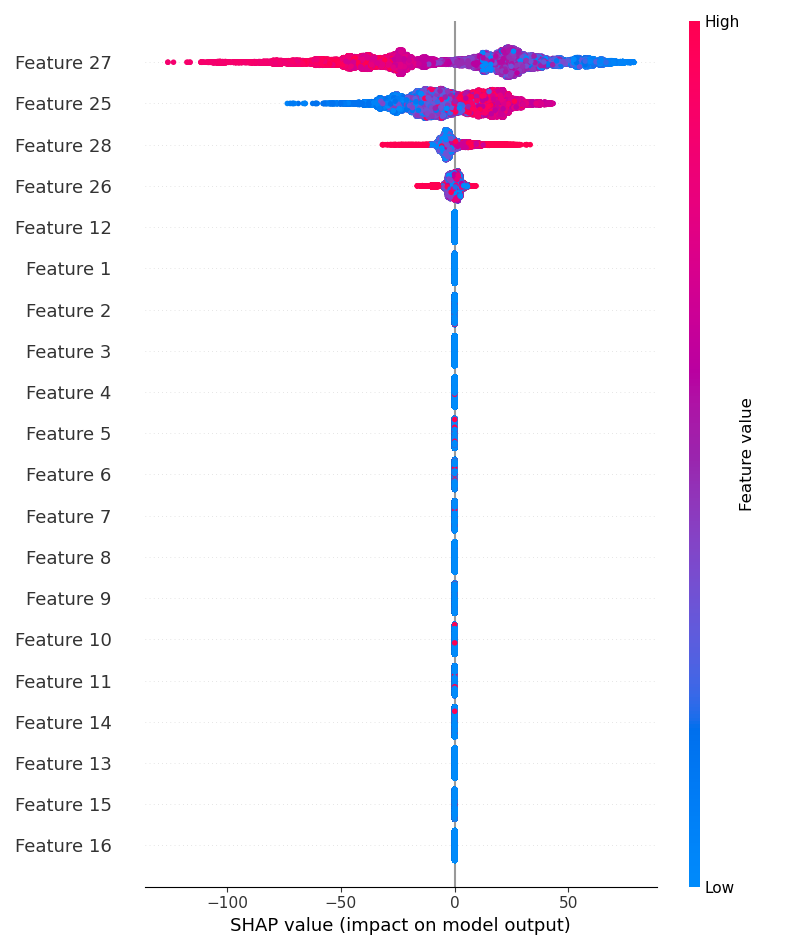 High
Feature 27
Feature 25
Feature 28
Feature 26
Feature 12
Feature 1
Feature 2
Feature 3
Feature 4
Feature 5
Feature 6
Feature 7
Feature 8
Feature 9
Feature 10
Feature 11
Feature 14
Feature 13
Feature 15
Feature 16
Feature value
Low
−100 −50 0 50
SHAP value (impact on model output)